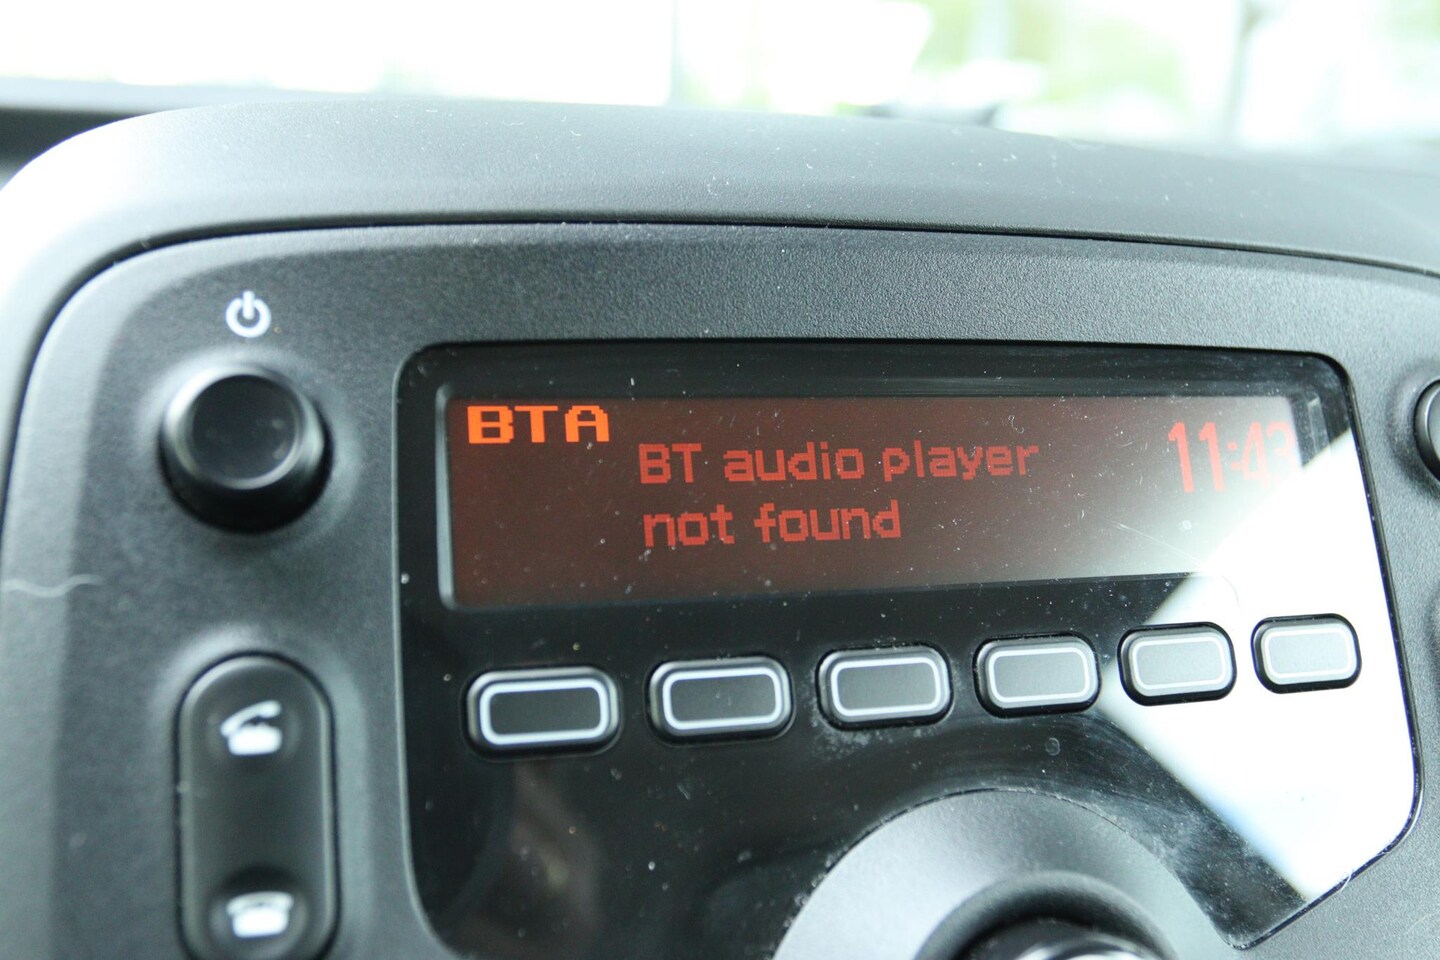 BTA
BT audio player
not found
11:43